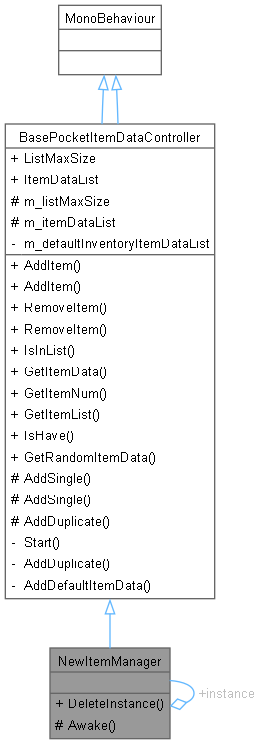 MonoBehaviour
BasePocketItemDataController
+ ListMaxSize
+ ItemDataList
# m_listMaxSize
# m_itemDataList
- m_defaultInventoryItemDataList
+ AddItem()
+ AddItem()
+ RemoveItem()
+ RemoveItem()
+ IsInList()
+ GetItemData()
+ GetItemNum()
+ GetItemList()
+ IsHave()
+ GetRandomItemData()
# AddSingle()
# AddSingle()
# AddDuplicate()
- Start()
- AddDuplicate()
- AddDefaultItemData()
NewItemManager
+instance
+ DeleteInstance()
# Awake()